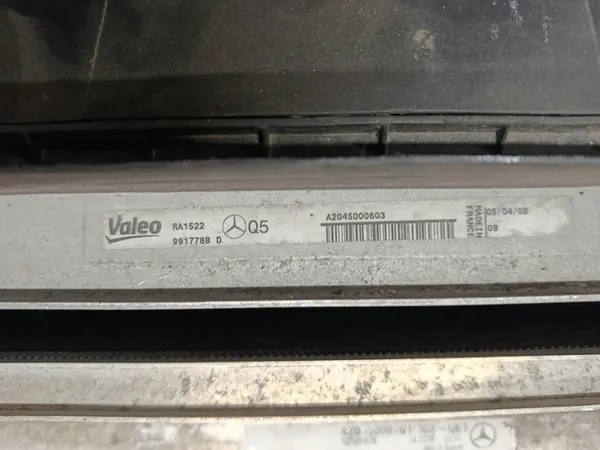 Valeo
RA1522
9917788 D
Q5
A2045000603
MADE IN
FRANCE
05/04/08
09